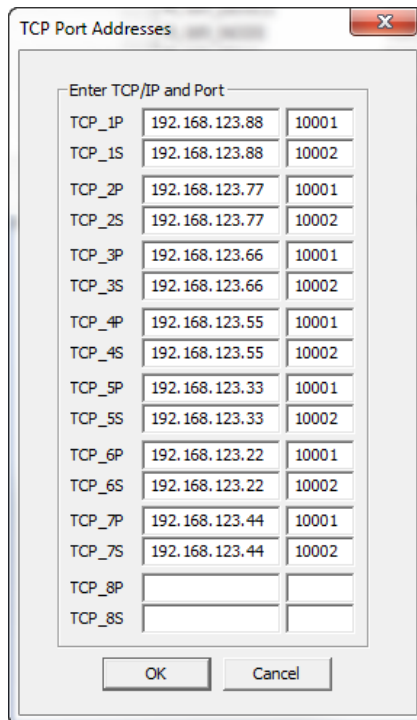 TCP Port Addresses
Enter TCP/IP and Port
TCP_1P 192.168.123.88 10001
TCP_1S 192.168.123.88 10002
TCP_2P 192.168.123.77 10001
TCP_2S 192.168.123.77 10002
TCP_3P 192.168.123.66 10001
TCP_3S 192.168.123.66 10002
TCP_4P 192.168.123.55 10001
TCP_4S 192.168.123.55 10002
TCP_5P 192.168.123.33 10001
TCP_5S 192.168.123.33 10002
TCP_6P 192.168.123.22 10001
TCP_6S 192.168.123.22 10002
TCP_7P 192.168.123.44 10001
TCP_7S 192.168.123.44 10002
TCP_8P
TCP_8S
OK Cancel